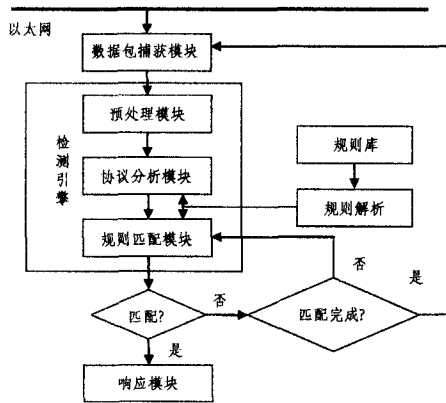 以太网
数据包捕获模块
预处理模块
检测引擎
协议分析模块
规则库
规则解析
规则匹配模块
否
是
匹配?
否
匹配完成?
是
响应模块